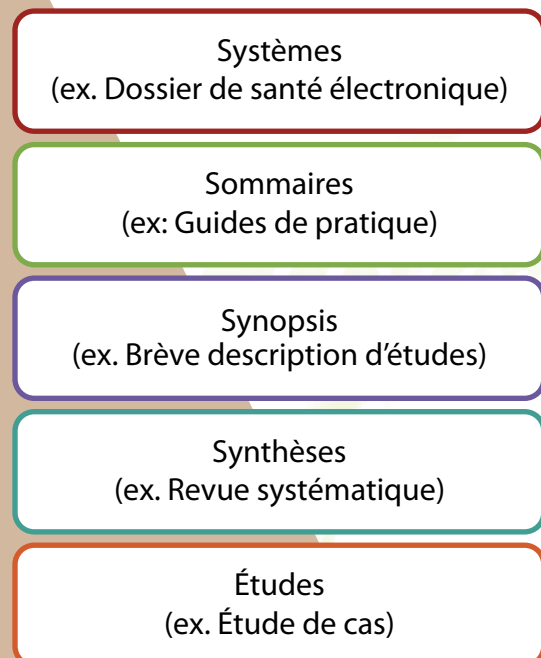 Systèmes
(ex. Dossier de santé électronique)
Sommaires
(ex: Guides de pratique)
Synopsis
(ex. Brève description d’études)
Synthèses
(ex. Revue systématique)
Études
(ex. Étude de cas)